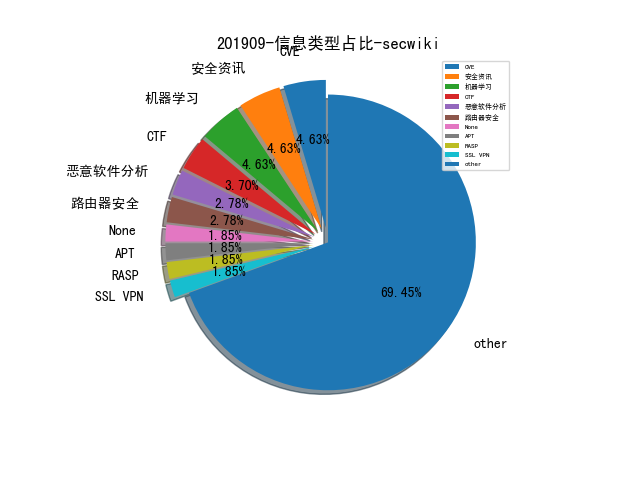 201909-信息类型占比-secwiki
CVE
安全资讯
机器学习
CTF
恶意软件分析
路由器安全
None
APT
RASP
SSL VPN
other
4.63%
4.63%
4.63%
3.70%
2.78%
2.78%
1.85%
1.85%
1.85%
1.85%
69.45%
CVE
安全资讯
机器学习
CTF
恶意软件分析
路由器安全
None
APT
RASP
SSL VPN
other